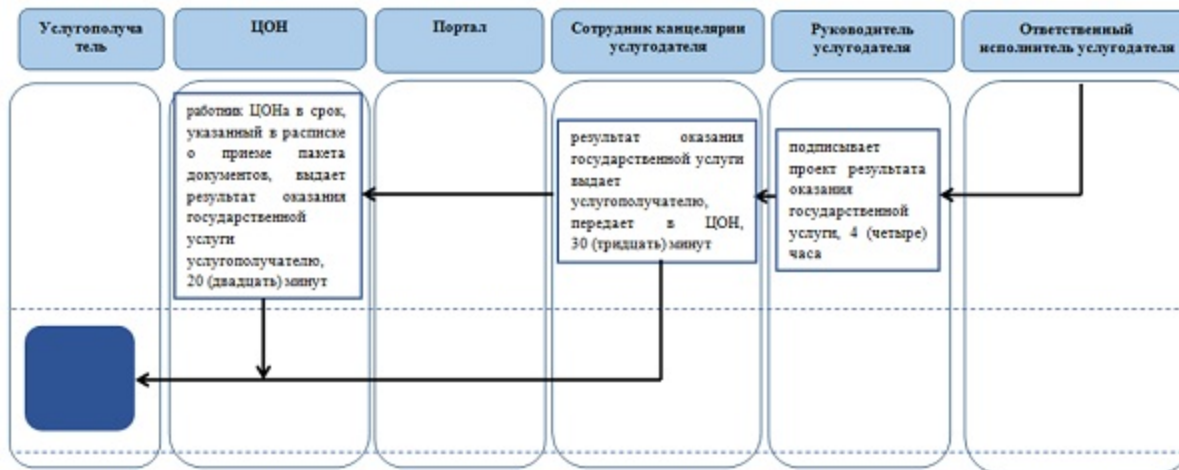 Услугополуча
тель
ЦОН
Портал
Сотрудник канцелярии
услугодателя
Руководитель
услугодателя
Ответственный
исполнитель услугодателя
работник ЦОНа в срок,
указанный в расписке
о приеме пакета
документов, выдает
результат оказания
государственной
услуги
услугополучателю,
20 (двадцать) минут
результат оказания
государственной услуги
выдает
услугополучателю,
передает в ЦОН,
30 (тридцать) минут
подписывает
проект результата
оказания
государственной
услуги, 4 (четыре)
часа